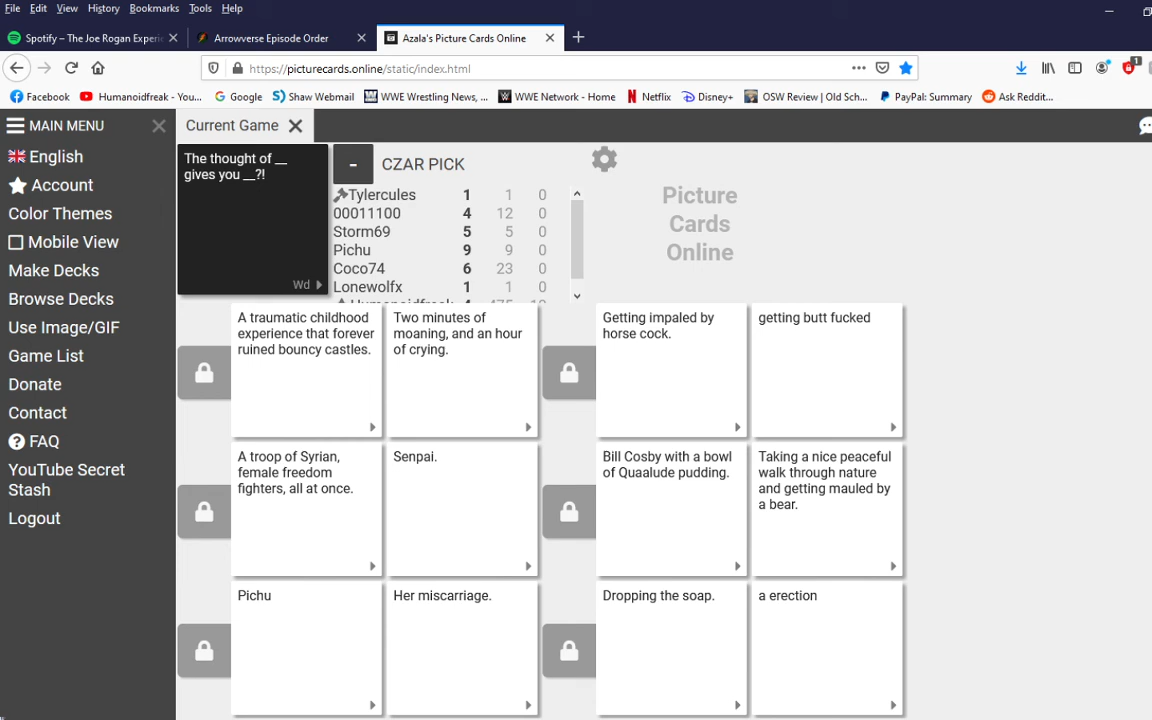 File Edit View History Bookmarks Tools Help
Spotify – The Joe Rogan Experi
Arrowverse Episode Order
Azala's Picture Cards Online
https://picturecards.online/static/index.html
Facebook
Humanoidfreak - You...
Google
Shaw Webmail
WWE Wrestling News, ...
WWE Network - Home
Netflix
Disney+
OSW Review | Old Sch...
PayPal: Summary
Ask Reddit...
1
MAIN MENU
English
Account
Color Themes
Mobile View
Make Decks
Browse Decks
Use Image/GIF
Game List
Donate
Contact
FAQ
YouTube Secret
Stash
Logout
Current Game
The thought of __
gives you __?!
Wd
-
CZAR PICK
Tylercules 1 1 0
00011100 4 12 0
Storm69 5 5 0
Pichu 9 9 0
Coco74 6 23 0
Lonewolfx 1 1 0
Humanoidfreak 4 475
Picture
Cards
Online
A traumatic childhood
experience that forever
ruined bouncy castles.
Two minutes of
moaning, and an hour
of crying.
Getting impaled by
horse cock.
getting butt fucked
A troop of Syrian,
female freedom
fighters, all at once.
Senpai.
Bill Cosby with a bowl
of Quaalude pudding.
Taking a nice peaceful
walk through nature
and getting mauled by
a bear.
Pichu
Her miscarriage.
Dropping the soap.
a erection